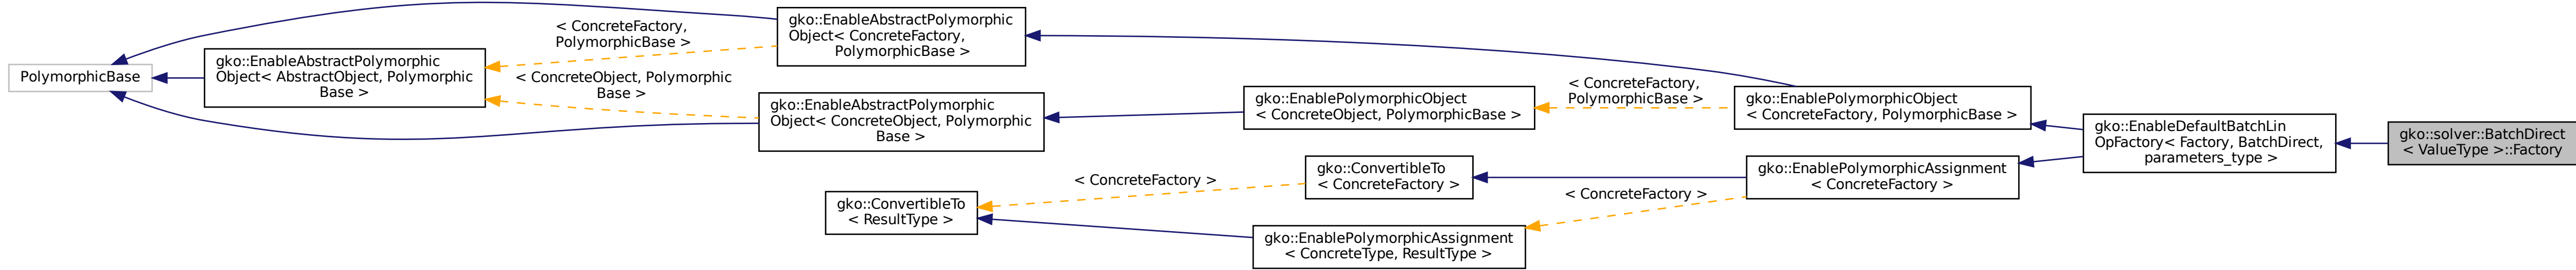 PolymorphicBase
gko::EnableAbstractPolymorphic
Object< AbstractObject, Polymorphic
Base >
< ConcreteFactory,
PolymorphicBase >
< ConcreteObject, Polymorphic
Base >
gko::EnableAbstractPolymorphic
Object< ConcreteFactory,
PolymorphicBase >
gko::EnableAbstractPolymorphic
Object< ConcreteObject, Polymorphic
Base >
gko::ConvertibleTo
< ResultType >
< ConcreteFactory >
gko::EnablePolymorphicObject
< ConcreteObject, PolymorphicBase >
gko::ConvertibleTo
< ConcreteFactory >
gko::EnablePolymorphicAssignment
< ConcreteType, ResultType >
< ConcreteFactory,
PolymorphicBase >
< ConcreteFactory >
gko::EnablePolymorphicObject
< ConcreteFactory, PolymorphicBase >
gko::EnablePolymorphicAssignment
< ConcreteFactory >
gko::EnableDefaultBatchLin
OpFactory< Factory, BatchDirect,
parameters_type >
gko::solver::BatchDirect
< ValueType >::Factory